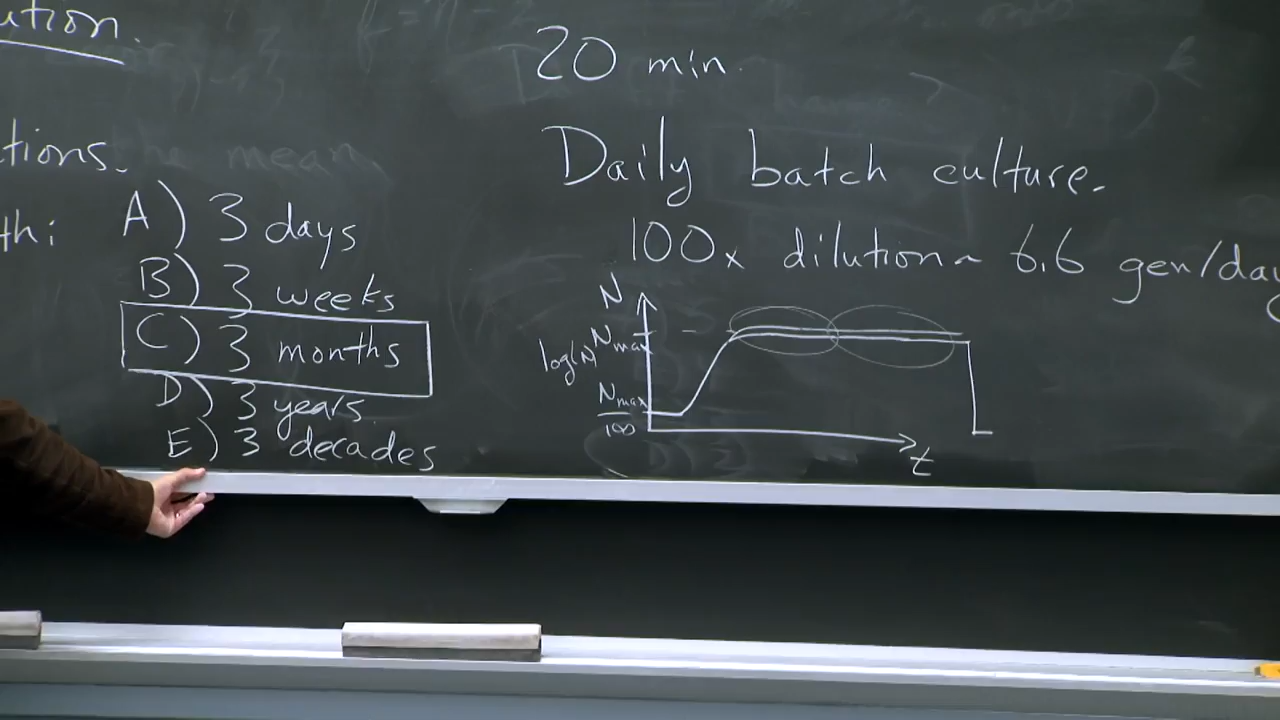 ution.
tions.
th:
A) 3 days
B) 3 weeks
C) 3 months
D) 3 years
E) 3 decades
20 min.
Daily batch culture.
100x dilution ~ 6.6 gen/day
N
log(N)
Nmax
Nmax
100
t